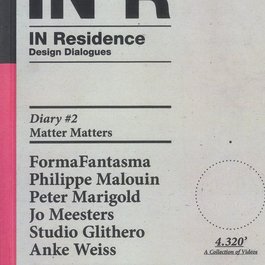 IN R
IN Residence
Design Dialogues
Diary #2
Matter Matters
FormaFantasma
Philippe Malouin
Peter Marigold
Jo Meesters
Studio Glithero
Anke Weiss
4.320'
A Collection of Videos